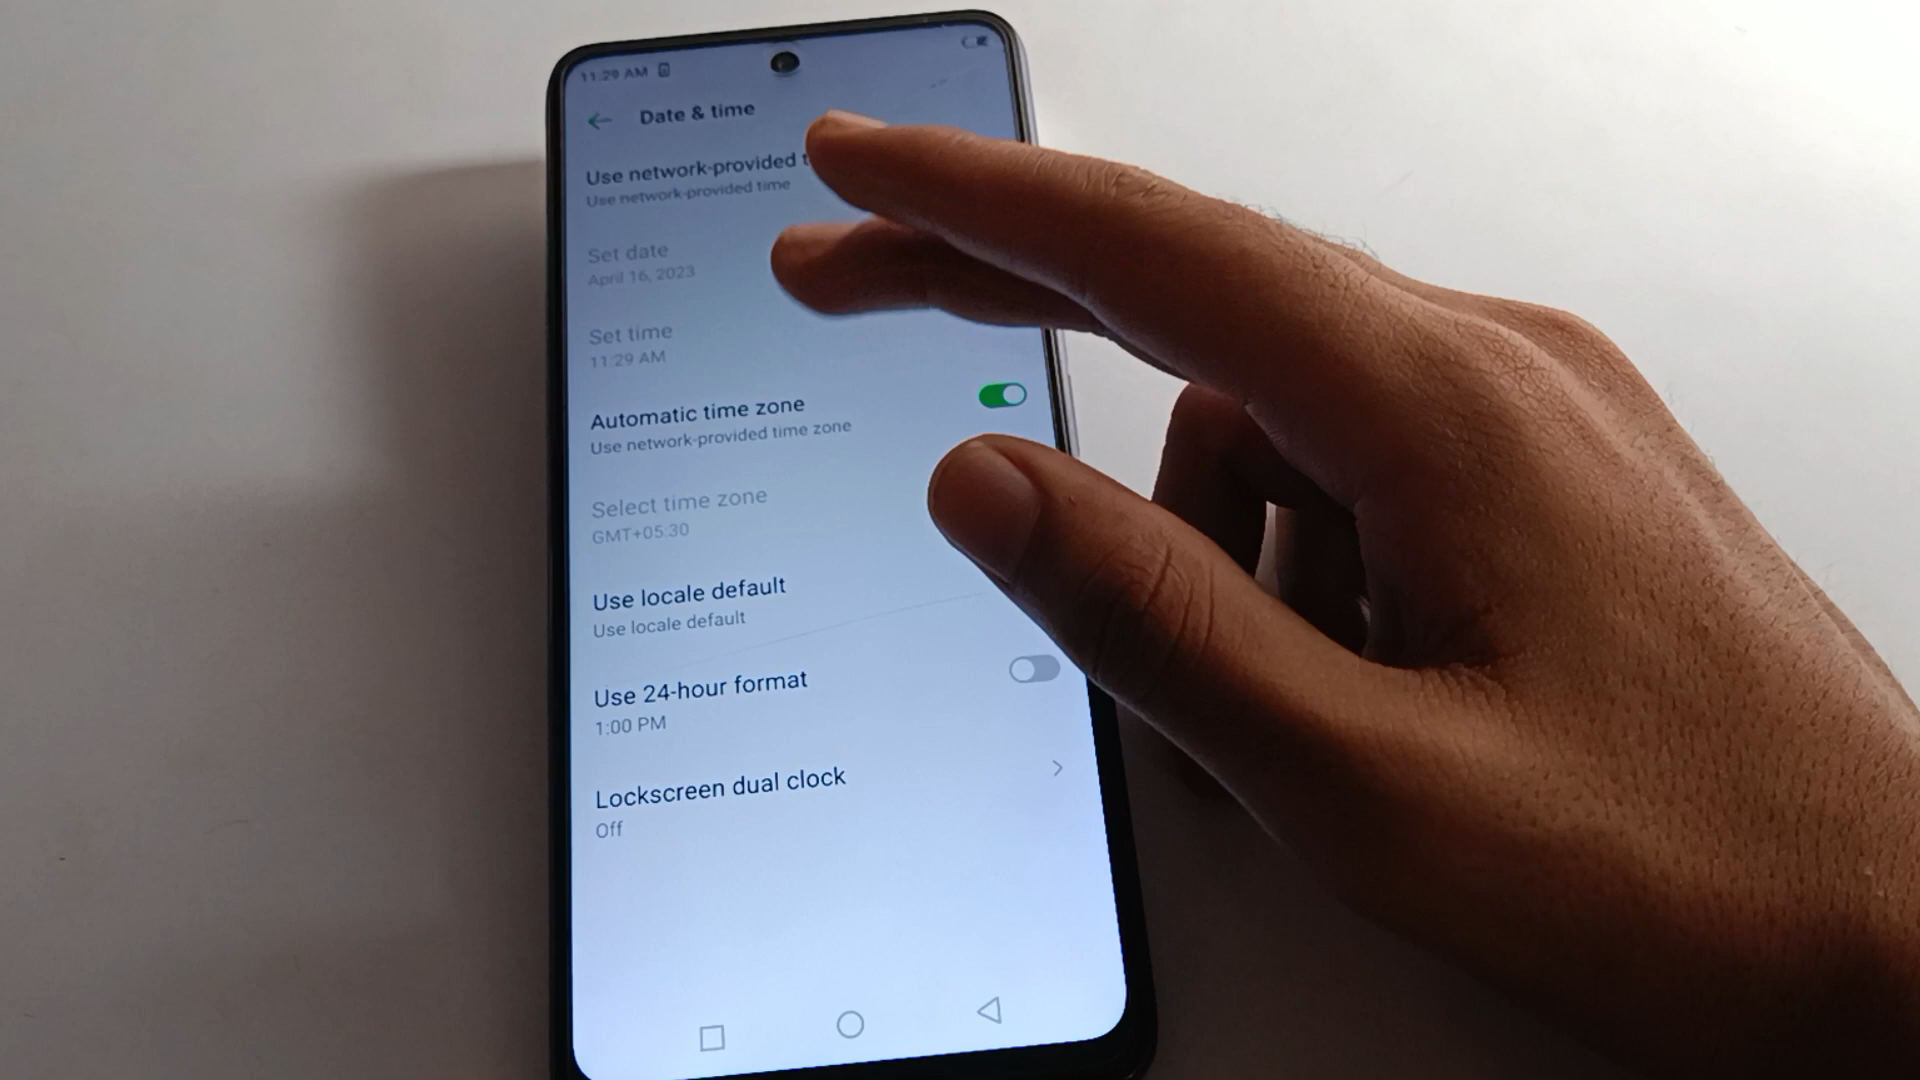 11:29 AM
Date & time
Use network-provided
Use network-provided time
Set date
April 16, 2023
Set time
11:29 AM
Automatic time zone
Use network-provided time zone
Select time zone
GMT+05:30
Use locale default
Use locale default
Use 24-hour format
1:00 PM
Lockscreen dual clock
Off